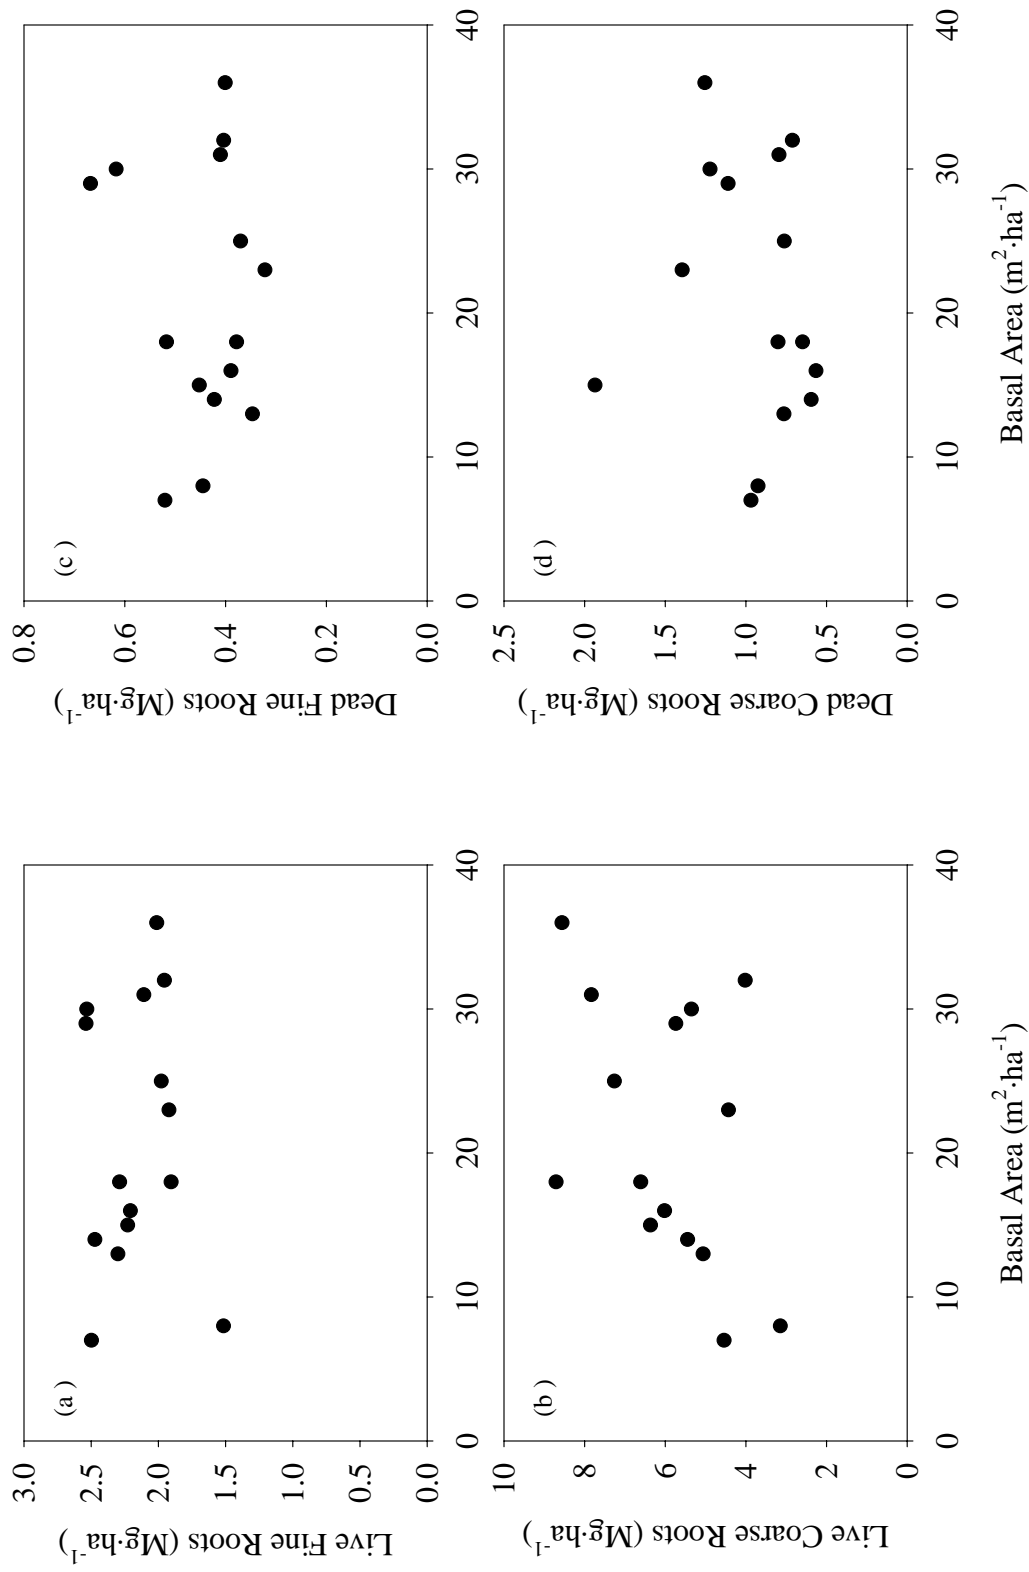 (a )
Live Fine Roots (Mg·ha⁻¹)
3.0
2.5
2.0
1.5
1.0
0.5
0.0
0 10 20 30 40
(c )
Dead Fine Roots (Mg·ha⁻¹)
0.8
0.6
0.4
0.2
0.0
0 10 20 30 40
(b )
Live Coarse Roots (Mg·ha⁻¹)
10
8
6
4
2
0
0 10 20 30 40
Basal Area (m²·ha⁻¹)
(d )
Dead Coarse Roots (Mg·ha⁻¹)
2.5
2.0
1.5
1.0
0.5
0.0
0 10 20 30 40
Basal Area (m²·ha⁻¹)